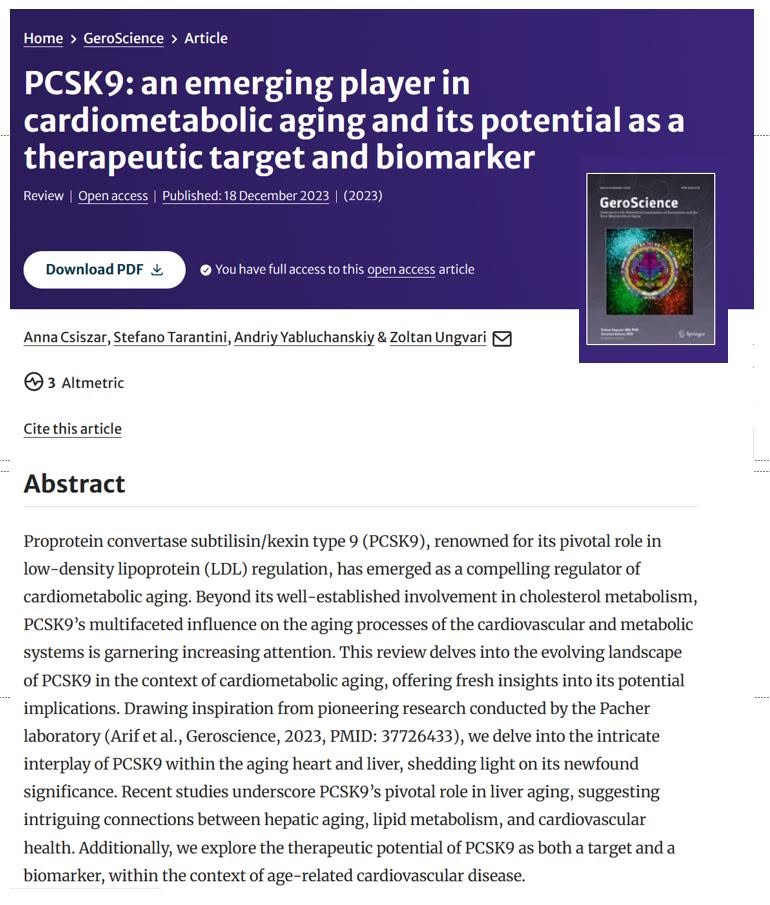 Home > GeroScience > Article
PCSK9: an emerging player in
cardiometabolic aging and its potential as a
therapeutic target and biomarker
Review | Open access | Published: 18 December 2023 | (2023)
GeroScience
Download PDF
You have full access to this open access article
Springer
Anna Csiszar, Stefano Tarantini, Andriy Yabluchanskiy & Zoltan Ungvari
3 Altmetric
Cite this article
Abstract
Proprotein convertase subtilisin/kexin type 9 (PCSK9), renowned for its pivotal role in
low-density lipoprotein (LDL) regulation, has emerged as a compelling regulator of
cardiometabolic aging. Beyond its well-established involvement in cholesterol metabolism,
PCSK9’s multifaceted influence on the aging processes of the cardiovascular and metabolic
systems is garnering increasing attention. This review delves into the evolving landscape
of PCSK9 in the context of cardiometabolic aging, offering fresh insights into its potential
implications. Drawing inspiration from pioneering research conducted by the Pacher
laboratory (Arif et al., Geroscience, 2023, PMID: 37726433), we delve into the intricate
interplay of PCSK9 within the aging heart and liver, shedding light on its newfound
significance. Recent studies underscore PCSK9’s pivotal role in liver aging, suggesting
intriguing connections between hepatic aging, lipid metabolism, and cardiovascular
health. Additionally, we explore the therapeutic potential of PCSK9 as both a target and a
biomarker, within the context of age-related cardiovascular disease.